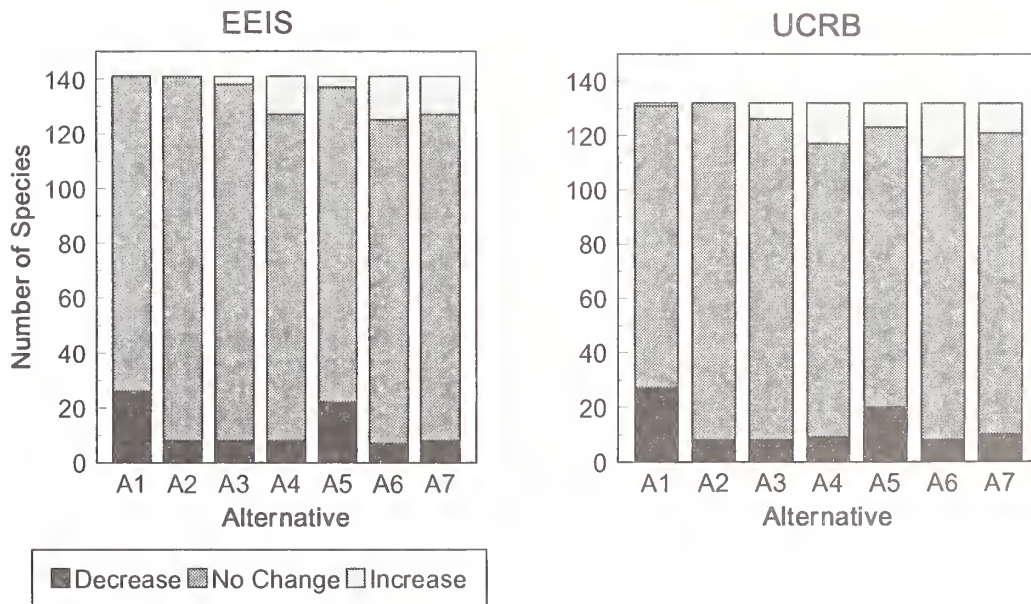 EEIS
Number of Species
140
120
100
80
60
40
20
0
A1 A2 A3 A4 A5 A6 A7
Alternative
UCRB
140
120
100
80
60
40
20
0
A1 A2 A3 A4 A5 A6 A7
Alternative
Decrease No Change Increase